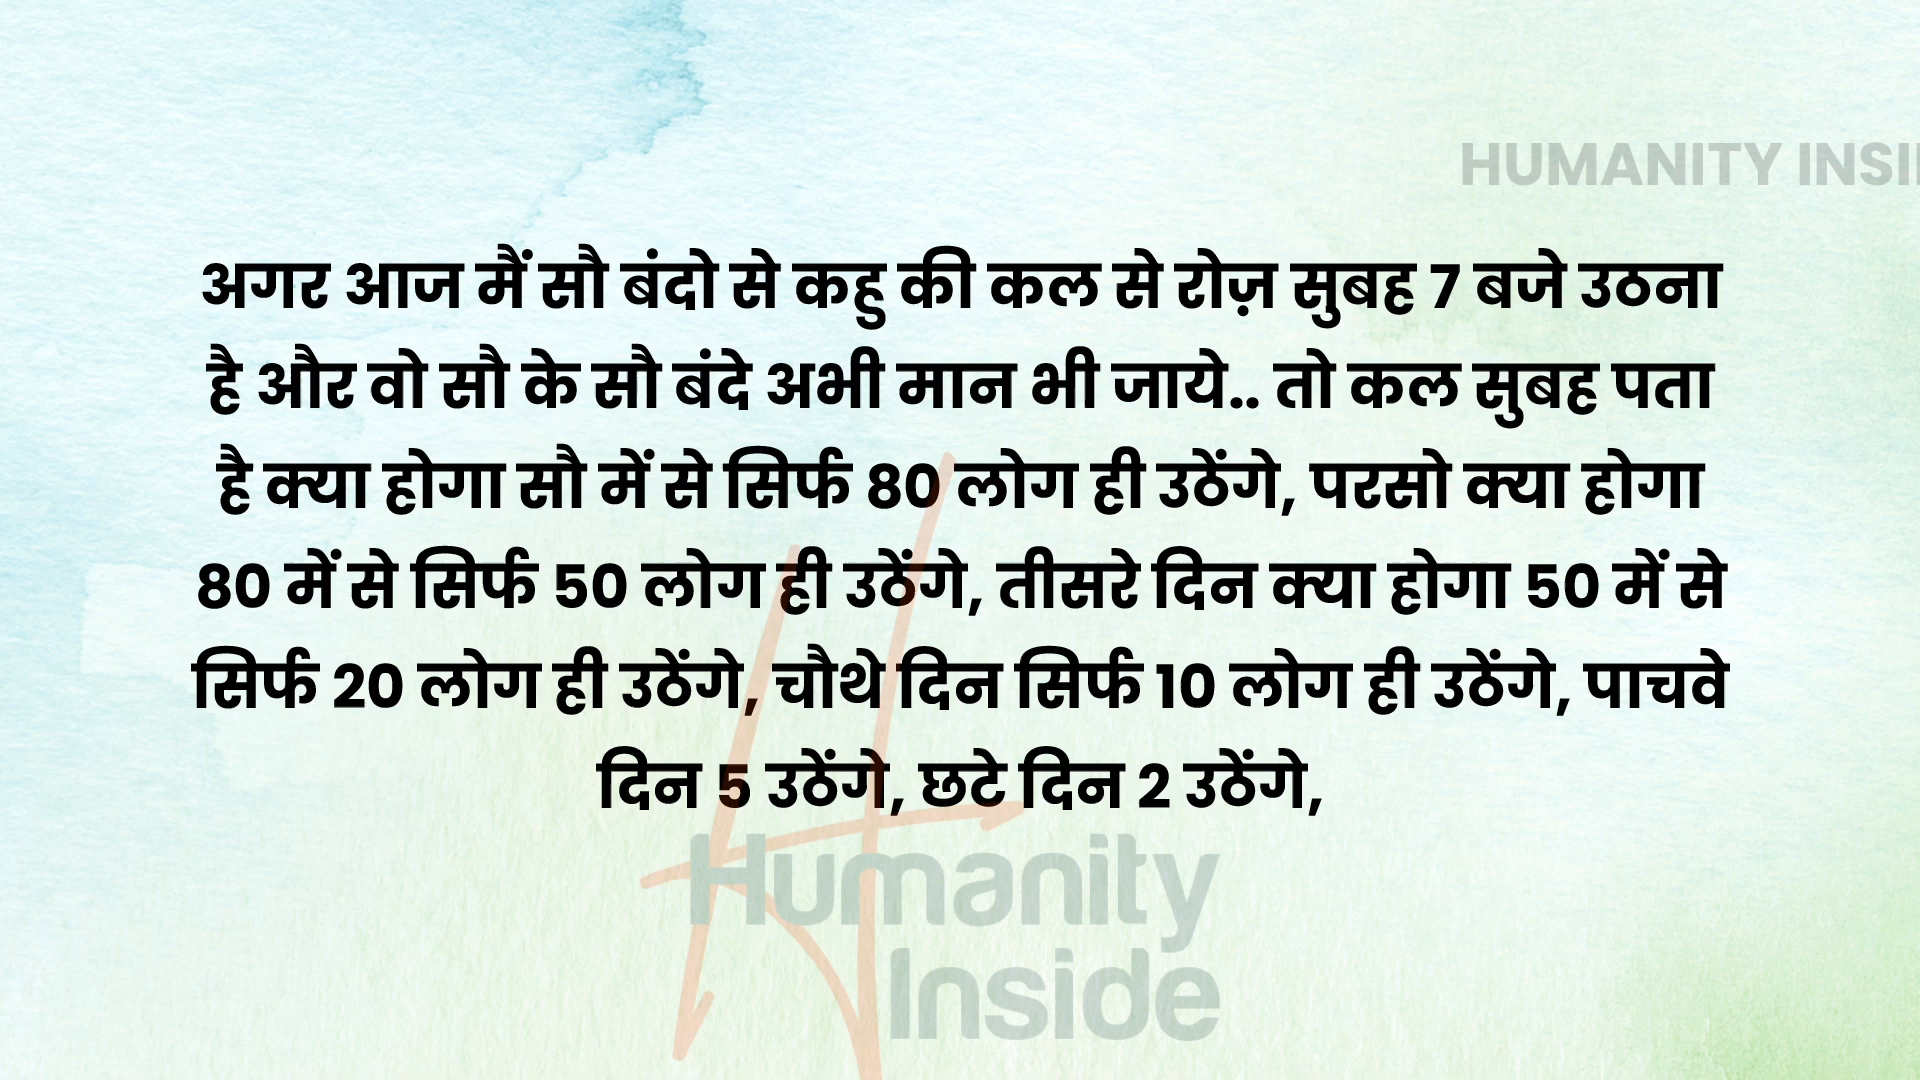 HUMANITY INSI
अगर आज मैं सौ बंदो से कहु की कल से रोज़ सुबह 7 बजे उठना
है और वो सौ के सौ बंदे अभी मान भी जाये.. तो कल सुबह पता
है क्या होगा सौ में से सिर्फ 80 लोग ही उठेंगे, परसो क्या होगा
80 में से सिर्फ 50 लोग ही उठेंगे, तीसरे दिन क्या होगा 50 में से
सिर्फ 20 लोग ही उठेंगे, चौथे दिन सिर्फ 10 लोग ही उठेंगे, पाचवे
दिन 5 उठेंगे, छटे दिन 2 उठेंगे,
Humanity
Inside